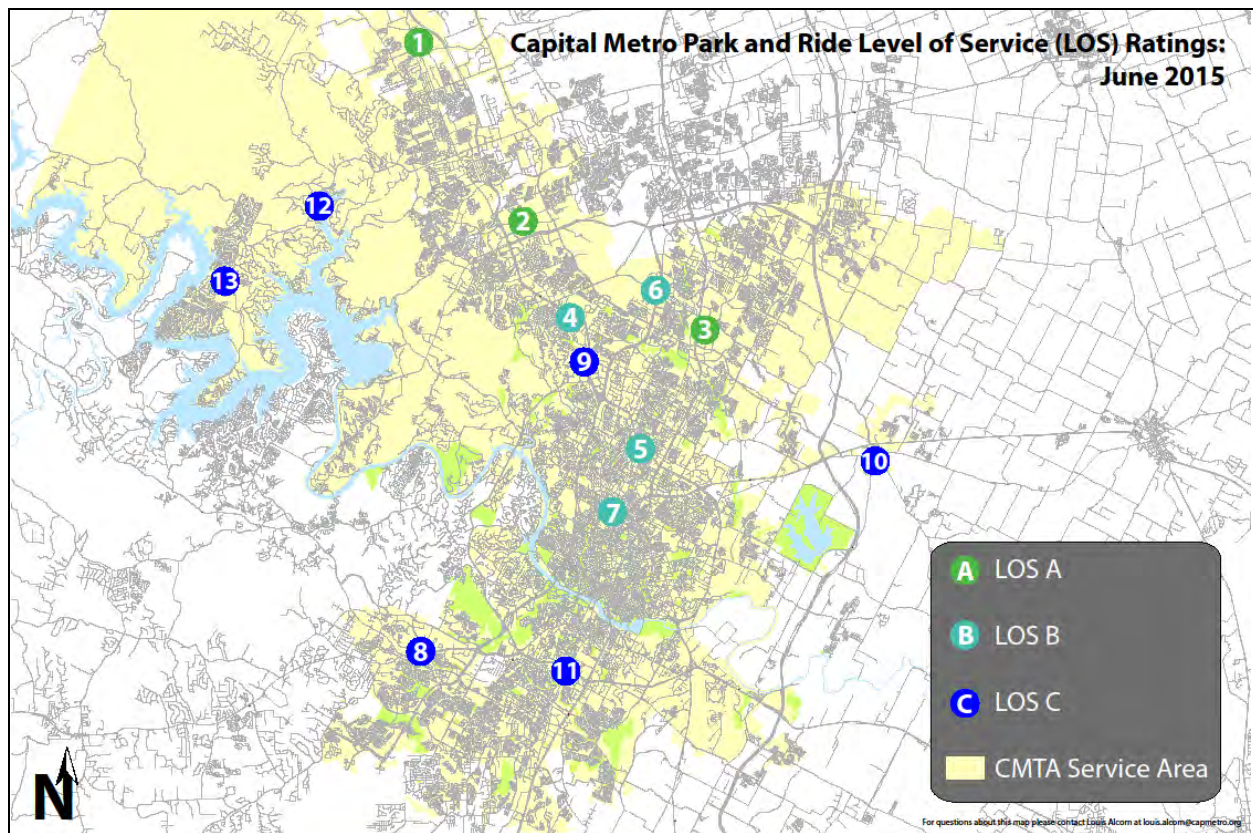 Capital Metro Park and Ride Level of Service (LOS) Ratings:
June 2015
1
12
2
13
6
4
3
9
5
10
7
8
11
A LOS A
B LOS B
C LOS C
CMTA Service Area
N
For questions about this map please contact Louis Alcorn at louis.alcorn@capmetro.org